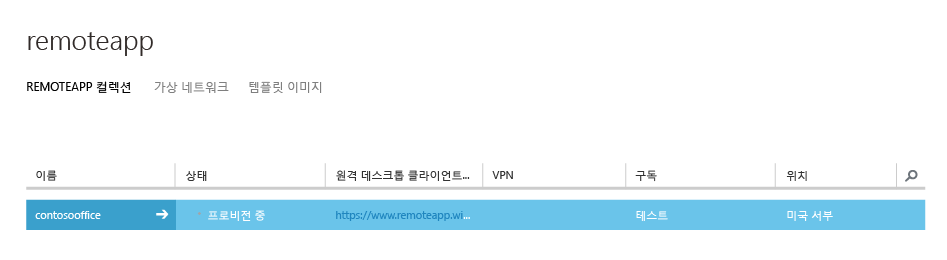 remoteapp
REMOTEAPP 컬렉션 가상 네트워크 템플릿 이미지
이름 상태 원격 데스크톱 클라이언트... VPN 구독 위치
contosooffice 프로비전 중 https://www.remoteapp.wi... 테스트 미국 서부